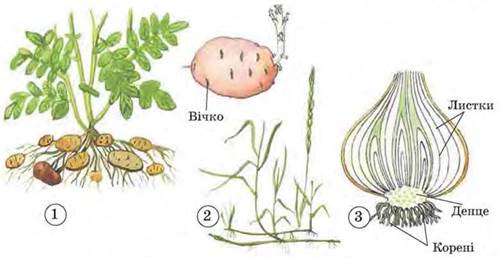 Вічко
Листки
1
2
3
Денце
Корені